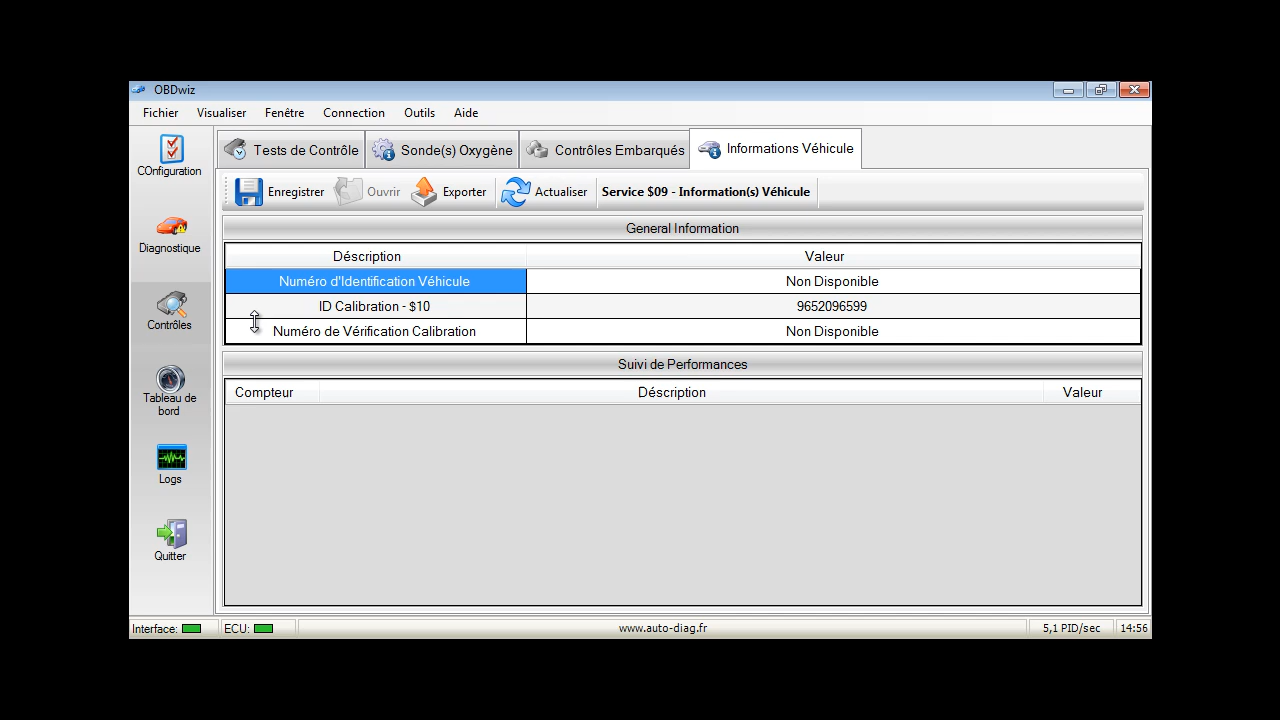 OBDwiz
Fichier Visualiser Fenêtre Connection Outils Aide
COnfiguration
Diagnostique
Contrôles
Tableau de
bord
Logs
Quitter
Tests de Contrôle Sonde(s) Oxygène Contrôles Embarqués Informations Véhicule
Enregistrer Ouvrir Exporter Actualiser Service $09 - Information(s) Véhicule
General Information
Déscription Valeur
Numéro d'Identification Véhicule Non Disponible
ID Calibration - $10 9652096599
Numéro de Vérification Calibration Non Disponible
Suivi de Performances
Compteur Déscription Valeur
Interface: ECU: www.auto-diag.fr 5,1 PID/sec 14:56